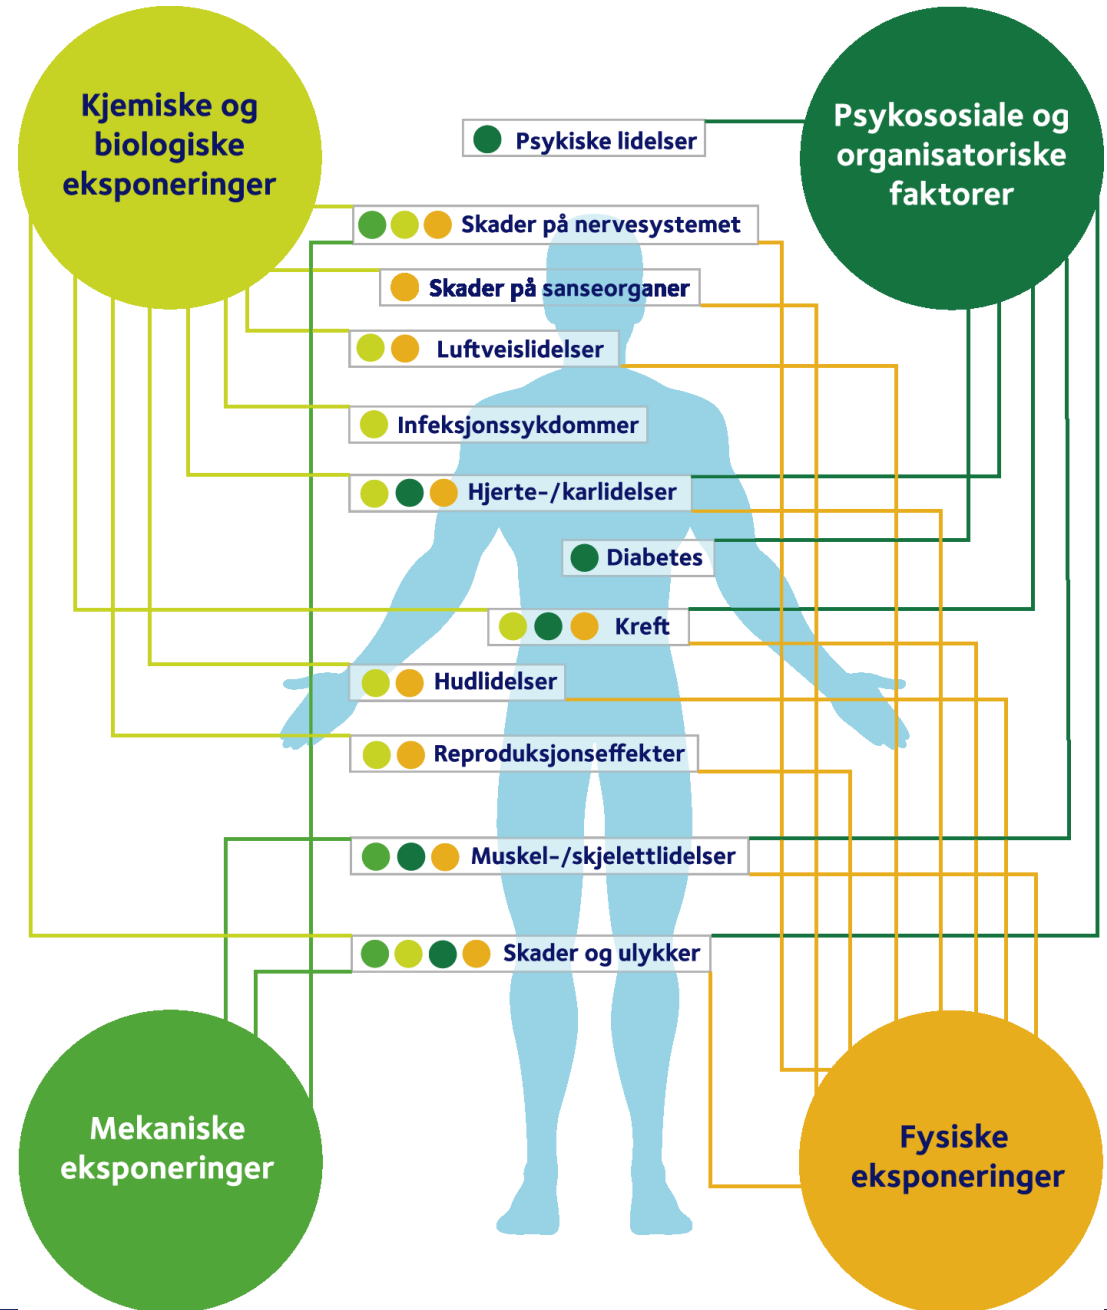 Kjemiske og
biologiske
eksponeringer
Psykososiale og
organisatoriske
faktorer
Psykiske lidelser
Skader på nervesystemet
Skader på sanseorganer
Luftveislidelser
Infeksjonssykdommer
Hjerte-/karlidelser
Diabetes
Kreft
Hudlidelser
Reproduksjonseffekter
Muskel-/skjelettlidelser
Skader og ulykker
Mekaniske
eksponeringer
Fysiske
eksponeringer